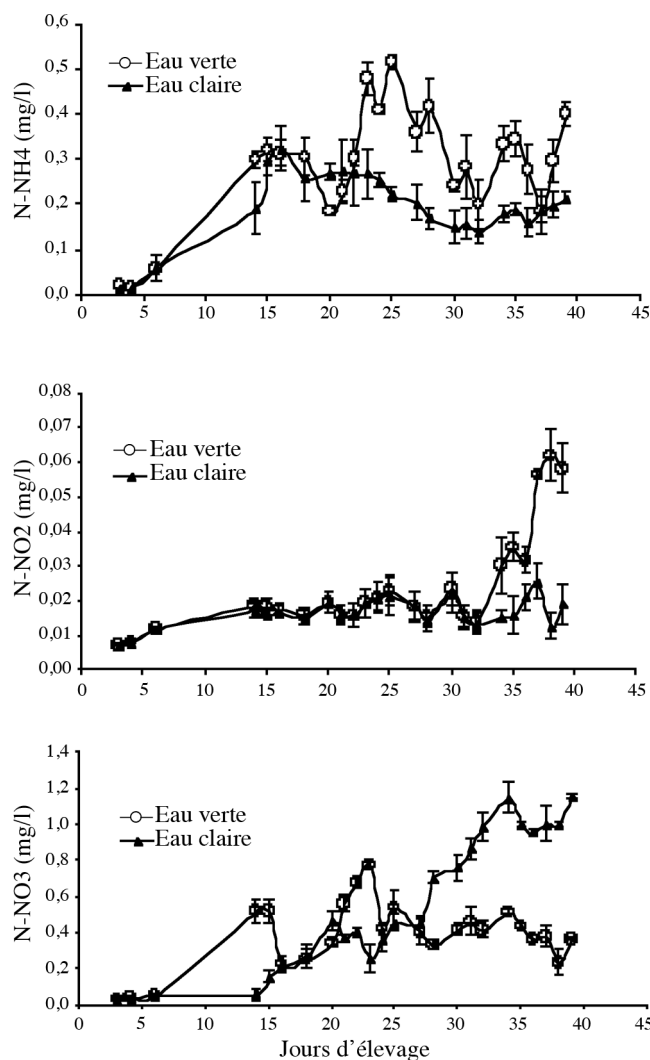 0,6
0,5
0,4
0,3
0,2
0,1
0,0
N-NH4 (mg/l)
Eau verte
Eau claire
0 5 10 15 20 25 30 35 40 45
0,08
0,07
0,06
0,05
0,04
0,03
0,02
0,01
0,00
N-NO2 (mg/l)
Eau verte
Eau claire
0 5 10 15 20 25 30 35 40 45
1,4
1,2
1,0
0,8
0,6
0,4
0,2
0,0
N-NO3 (mg/l)
Eau verte
Eau claire
0 5 10 15 20 25 30 35 40 45
Jours d'élevage